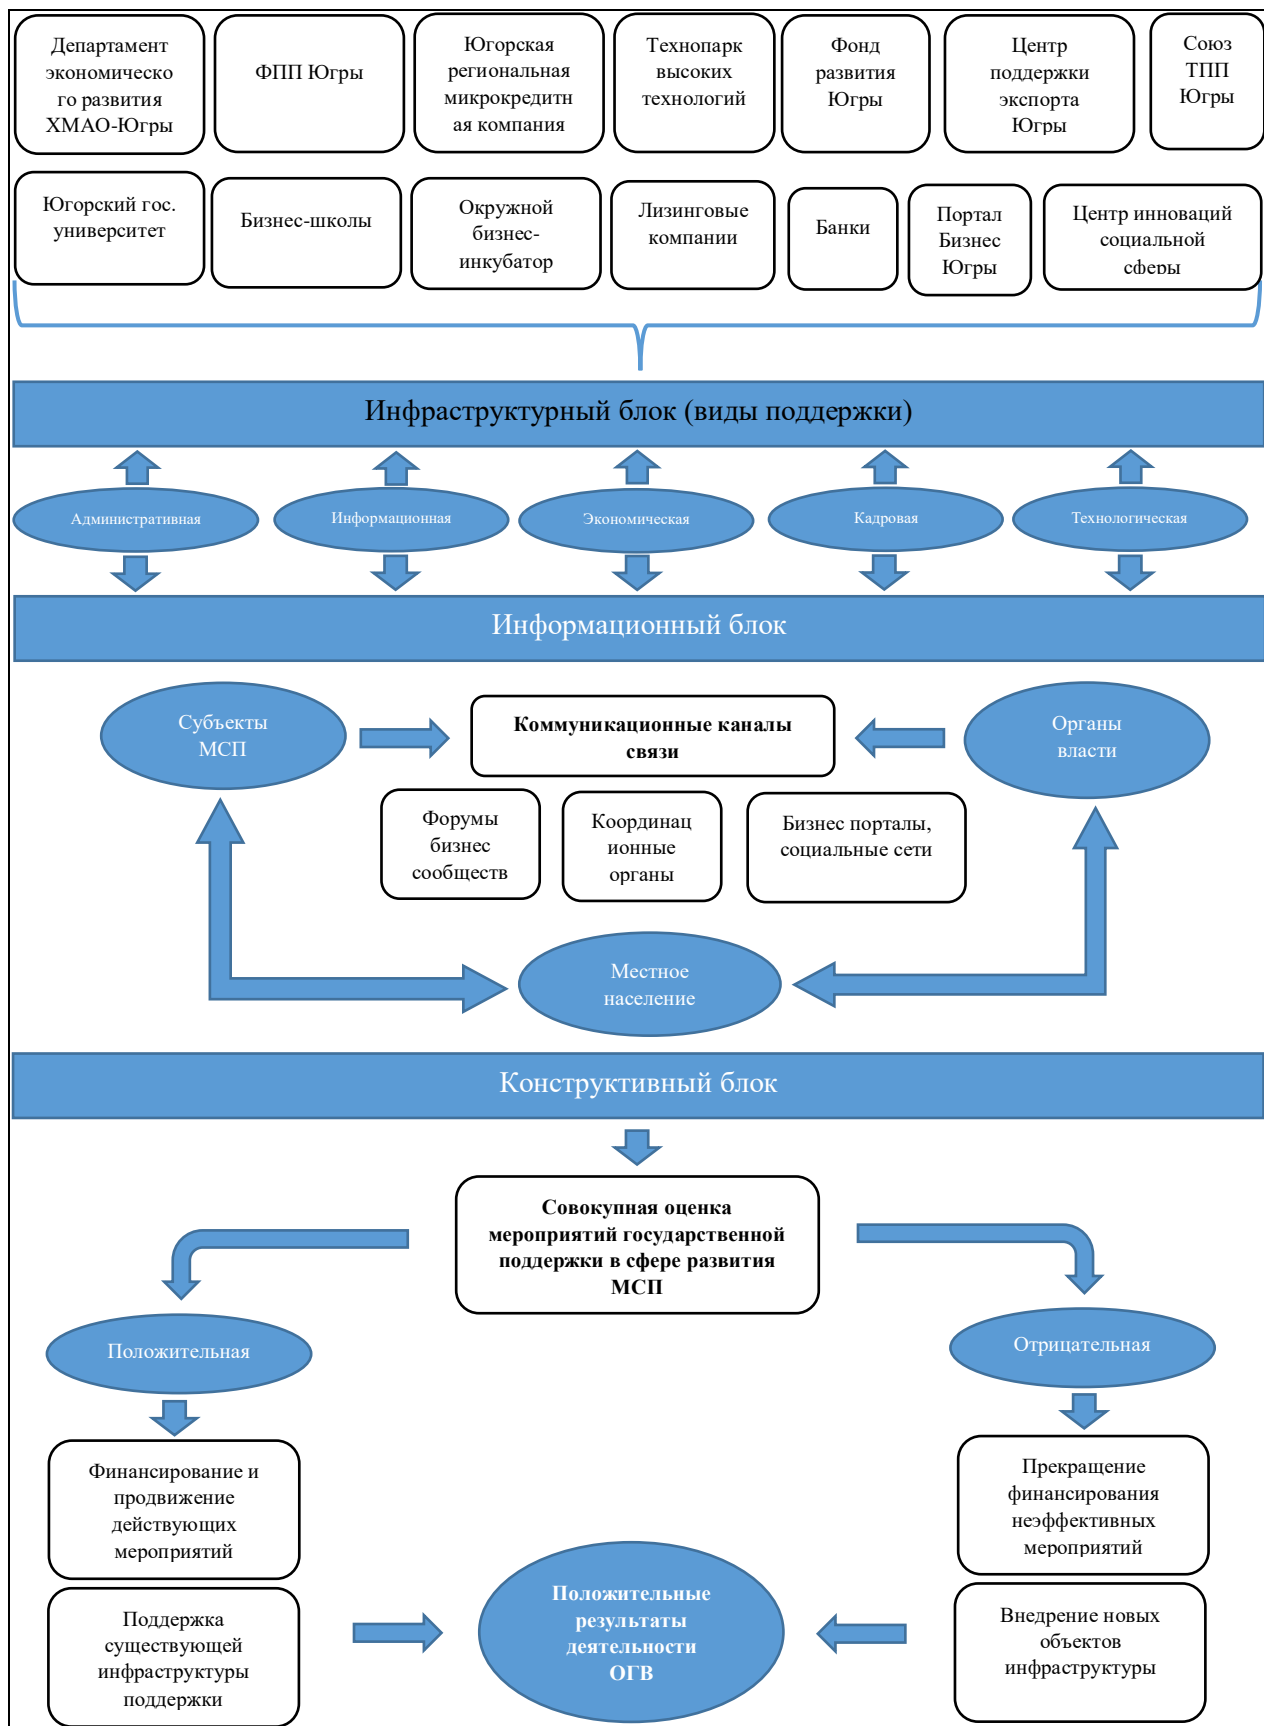 Департамент
экономическо
го развития
ХМАО-Югры
ФПП Югры
Югорская
региональная
микрокредитн
ая компания
Технопарк
высоких
технологий
Фонд
развития
Югры
Центр
поддержки
экспорта
Югры
Союз
ТПП
Югры
Югорский гос.
университет
Бизнес-школы
Окружной
бизнес-
инкубатор
Лизинговые
компании
Банки
Портал
Бизнес
Югры
Центр инноваций
социальной
сферы
Инфраструктурный блок (виды поддержки)
Административная
Информационная
Экономическая
Кадровая
Технологическая
Информационный блок
Субъекты
МСП
Коммуникационные каналы
связи
Органы
власти
Форумы
бизнес
сообществ
Координац
ионные
органы
Бизнес порталы,
социальные сети
Местное
население
Конструктивный блок
Совокупная оценка
мероприятий государственной
поддержки в сфере развития
МСП
Положительная
Отрицательная
Финансирование и
продвижение
действующих
мероприятий
Прекращение
финансирования
неэффективных
мероприятий
Поддержка
существующей
инфраструктуры
поддержки
Положительные
результаты
деятельности
ОГВ
Внедрение новых
объектов
инфраструктуры